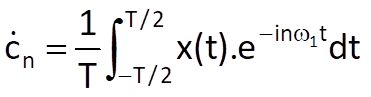 ċₙ = 1/T ∫_{-T/2}^{T/2} x(t).e^{-inω₁t}dt